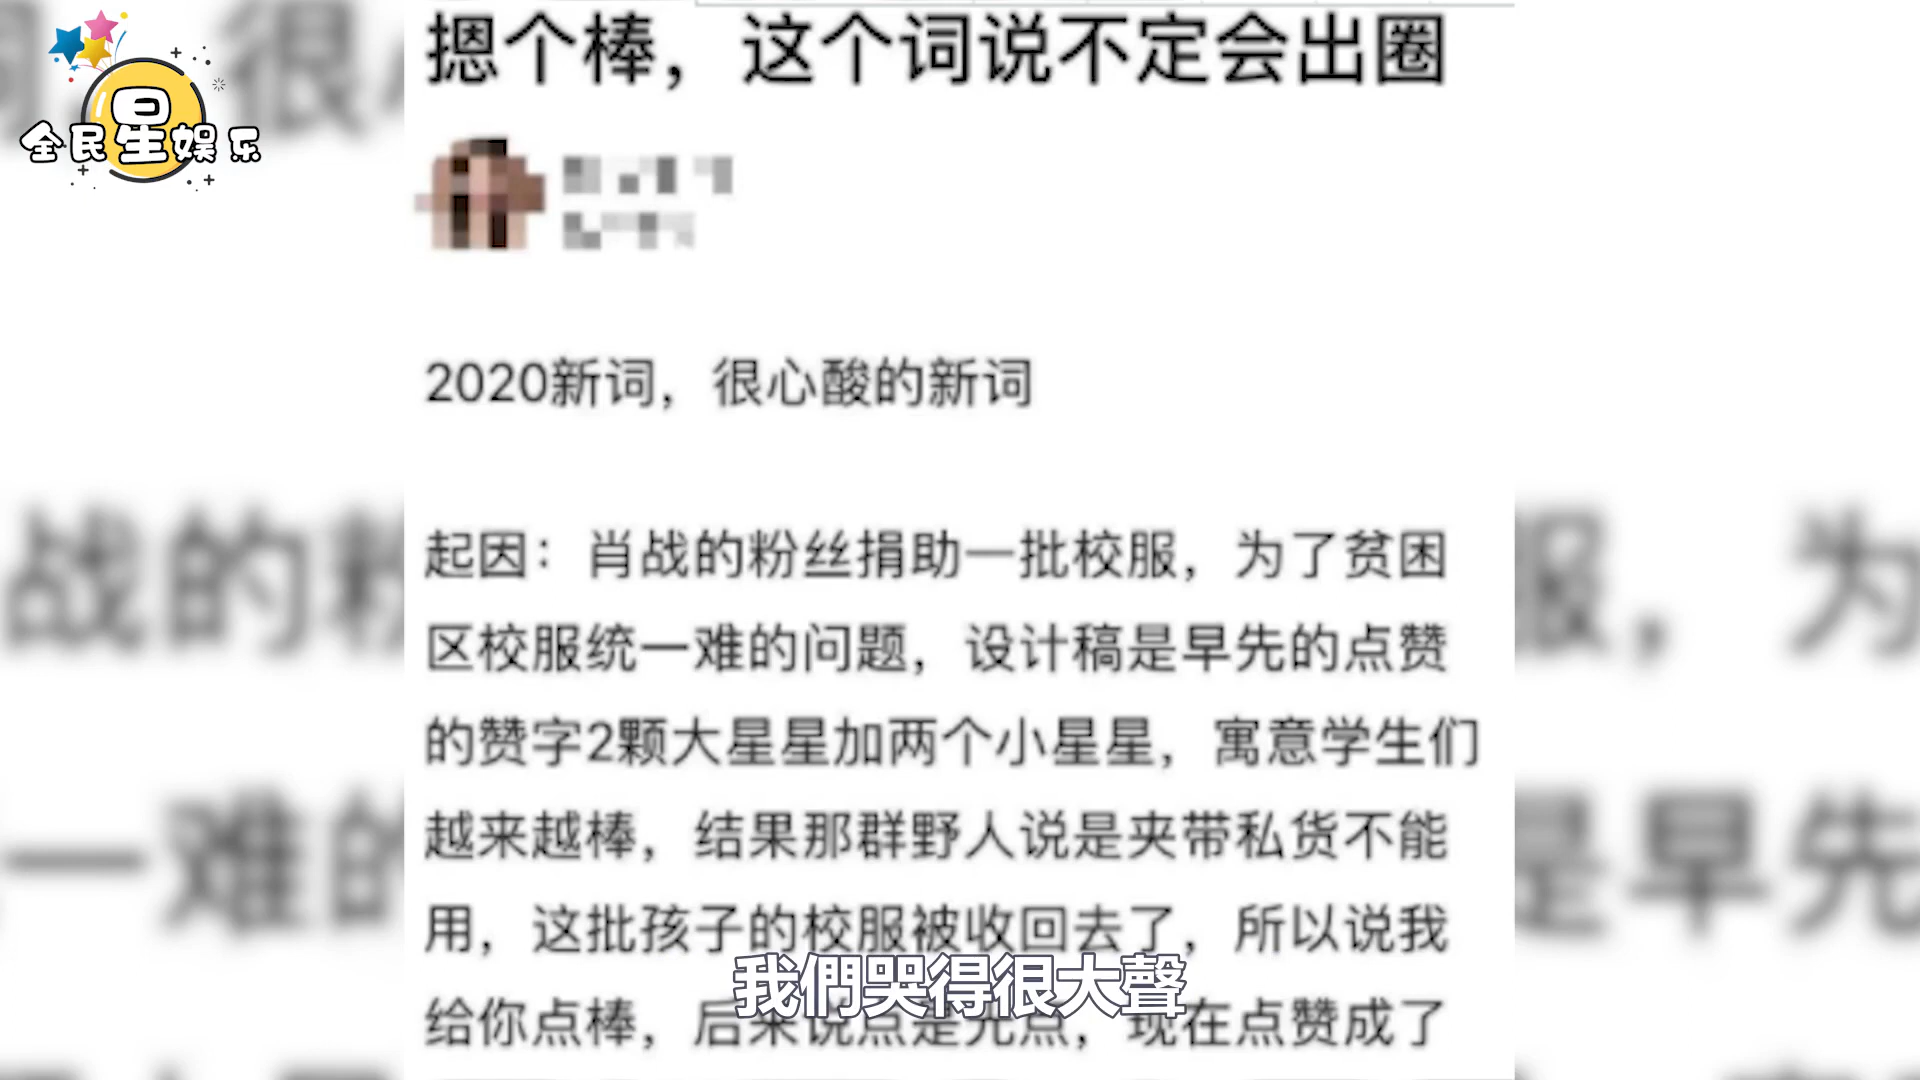 摁个棒，这个词说不定会出圈
全民星娱乐
2020新词，很心酸的新词
起因：肖战的粉丝捐助一批校服，为了贫困
区校服统一难的问题，设计稿是早先的点赞
的赞字2颗大星星加两个小星星，寓意学生们
越来越棒，结果那群野人说是夹带私货不能
用，这批孩子的校服被收回去了，所以说我
我們哭得很大聲
给你点棒，后来说点是光点，现在点赞成了